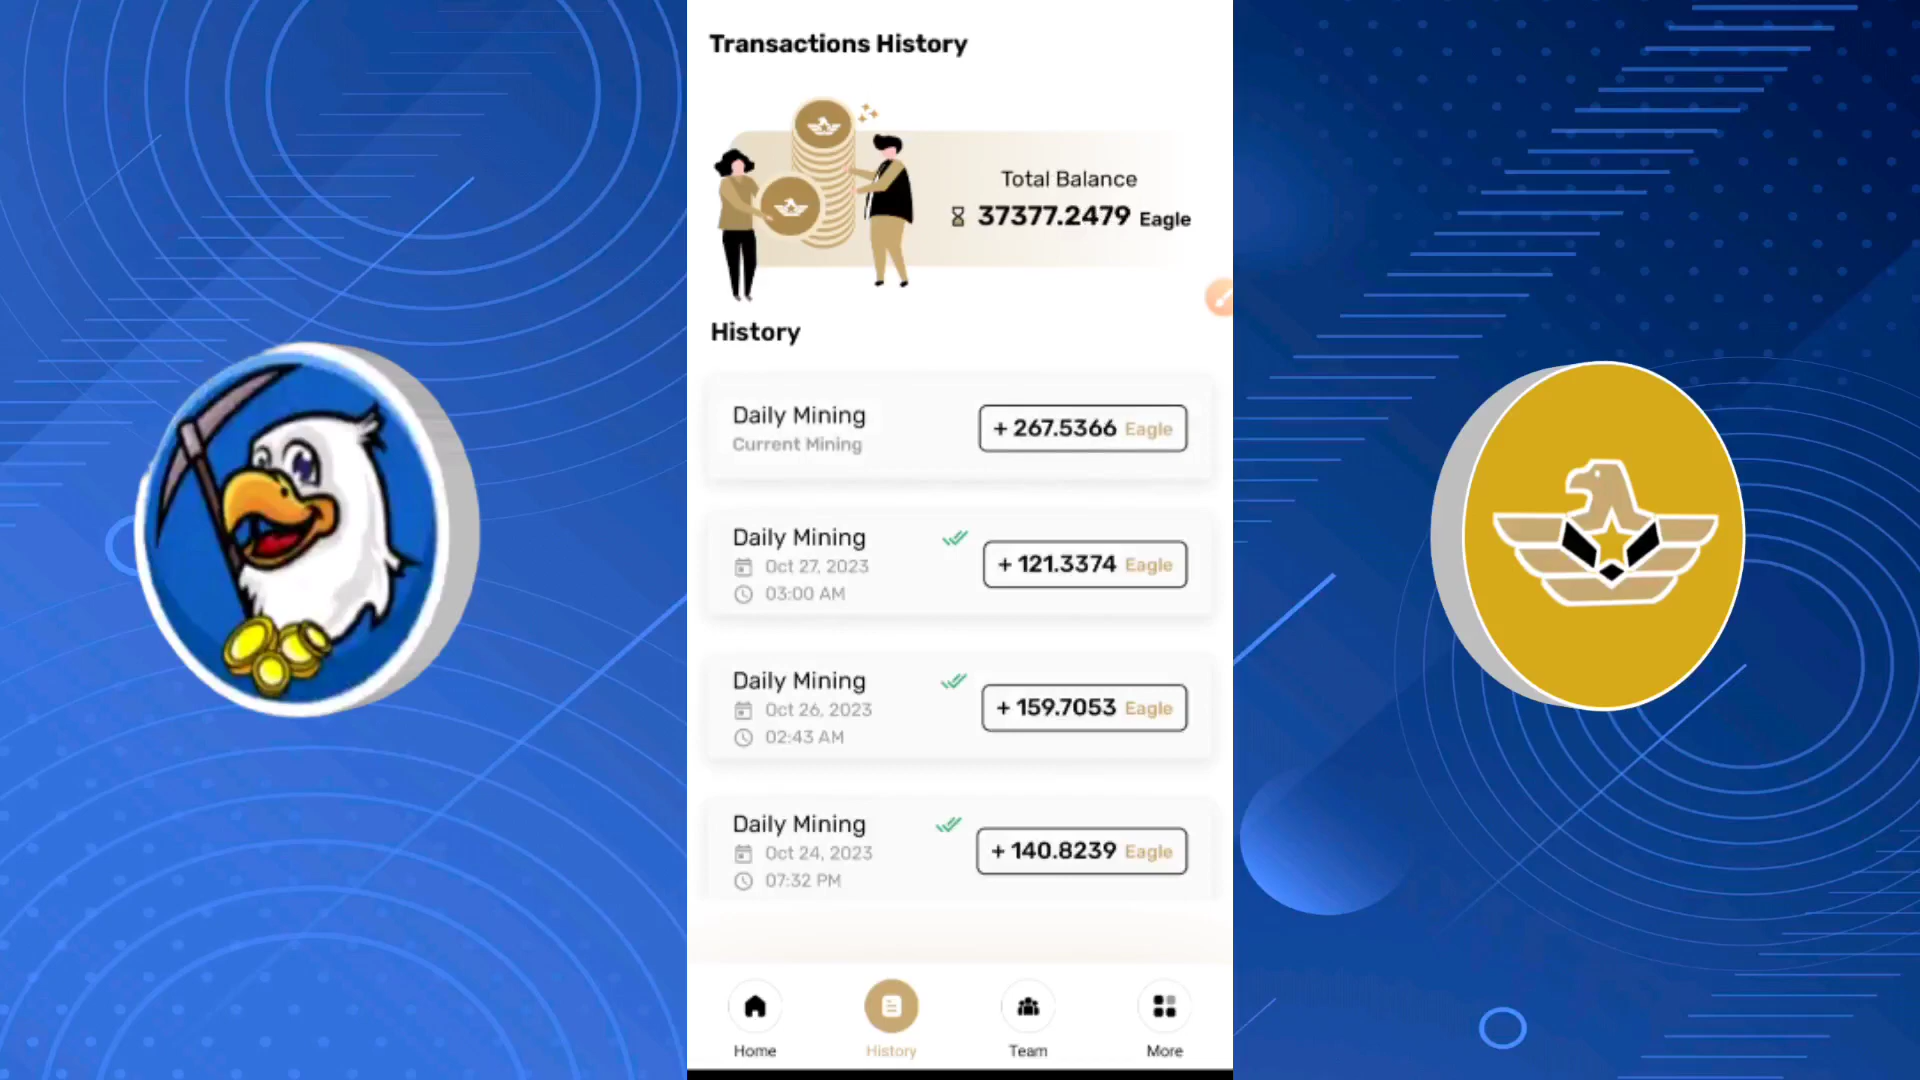 Transactions History
Total Balance
37377.2479 Eagle
History
Daily Mining
Current Mining
+ 267.5366 Eagle
Daily Mining
Oct 27, 2023
03:00 AM
+ 121.3374 Eagle
Daily Mining
Oct 26, 2023
02:43 AM
+ 159.7053 Eagle
Daily Mining
Oct 24, 2023
07:32 PM
+ 140.8239 Eagle
Home
History
Team
More